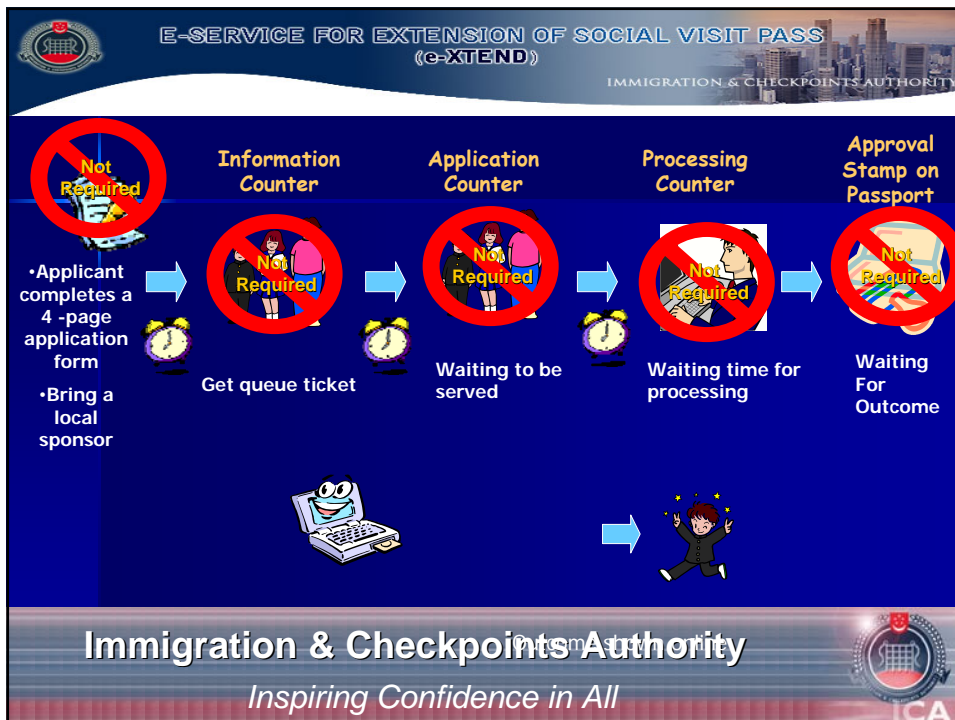 E-SERVICE FOR EXTENSION OF SOCIAL VISIT PASS
(e-XTEND)
IMMIGRATION & CHECKPOINTS AUTHORITY
Not
Required
•Applicant
completes a
4 -page
application
form
•Bring a
local
sponsor
Information
Counter
Not
Required
Get queue ticket
Application
Counter
Not
Required
Waiting to be
served
Processing
Counter
Not
Required
Waiting time for
processing
Approval
Stamp on
Passport
Not
Required
Waiting
For
Outcome
Immigration & Checkpoints Authority
Outcome shown online
Inspiring Confidence in All
ICA